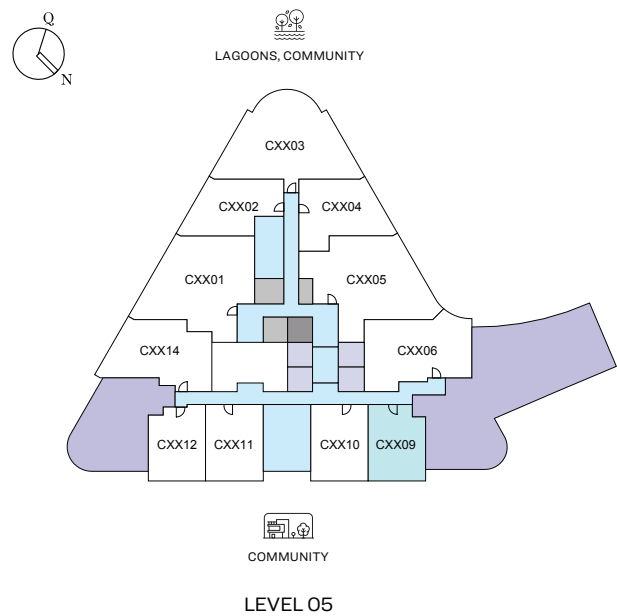 Q
N
LAGOONS, COMMUNITY
CXX03
CXX02
CXX04
CXX01
CXX05
CXX14
CXX06
CXX12
CXX11
CXX10
CXX09
COMMUNITY
LEVEL 05